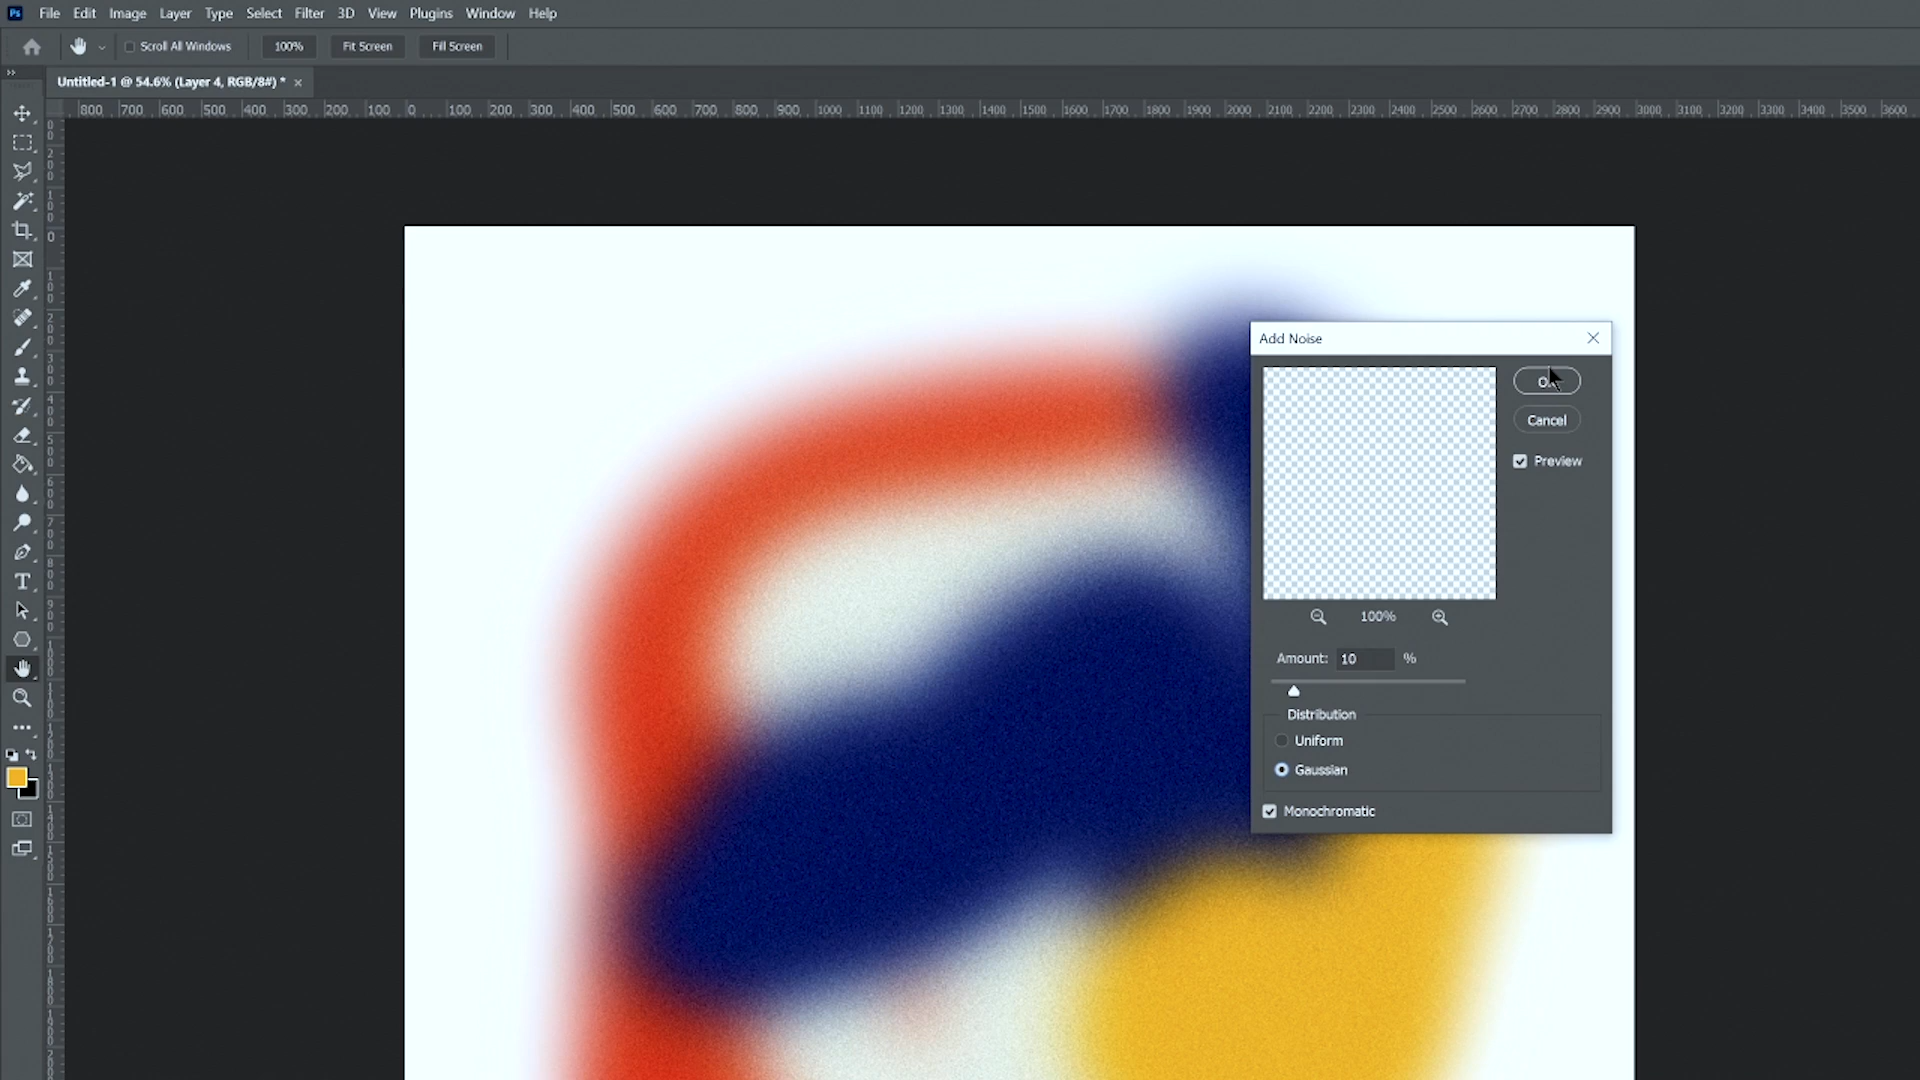 Ps File Edit Image Layer Type Select Filter 3D View Plugins Window Help
Scroll All Windows 100% Fit Screen Fill Screen
Untitled-1 @ 54.6% (Layer 4, RGB/8#) * ×
800 700 600 500 400 300 200 100 0 100 200 300 400 500 600 700 800 900 1000 1100 1200 1300 1400 1500 1600 1700 1800 1900 2000 2100 2200 2300 2400 2500 2600 2700 2800 2900 3000 3100 3200 3300 3400 3500 3600
Add Noise
Cancel
Preview
100%
Amount: 10 %
Distribution
Uniform
Gaussian
Monochromatic